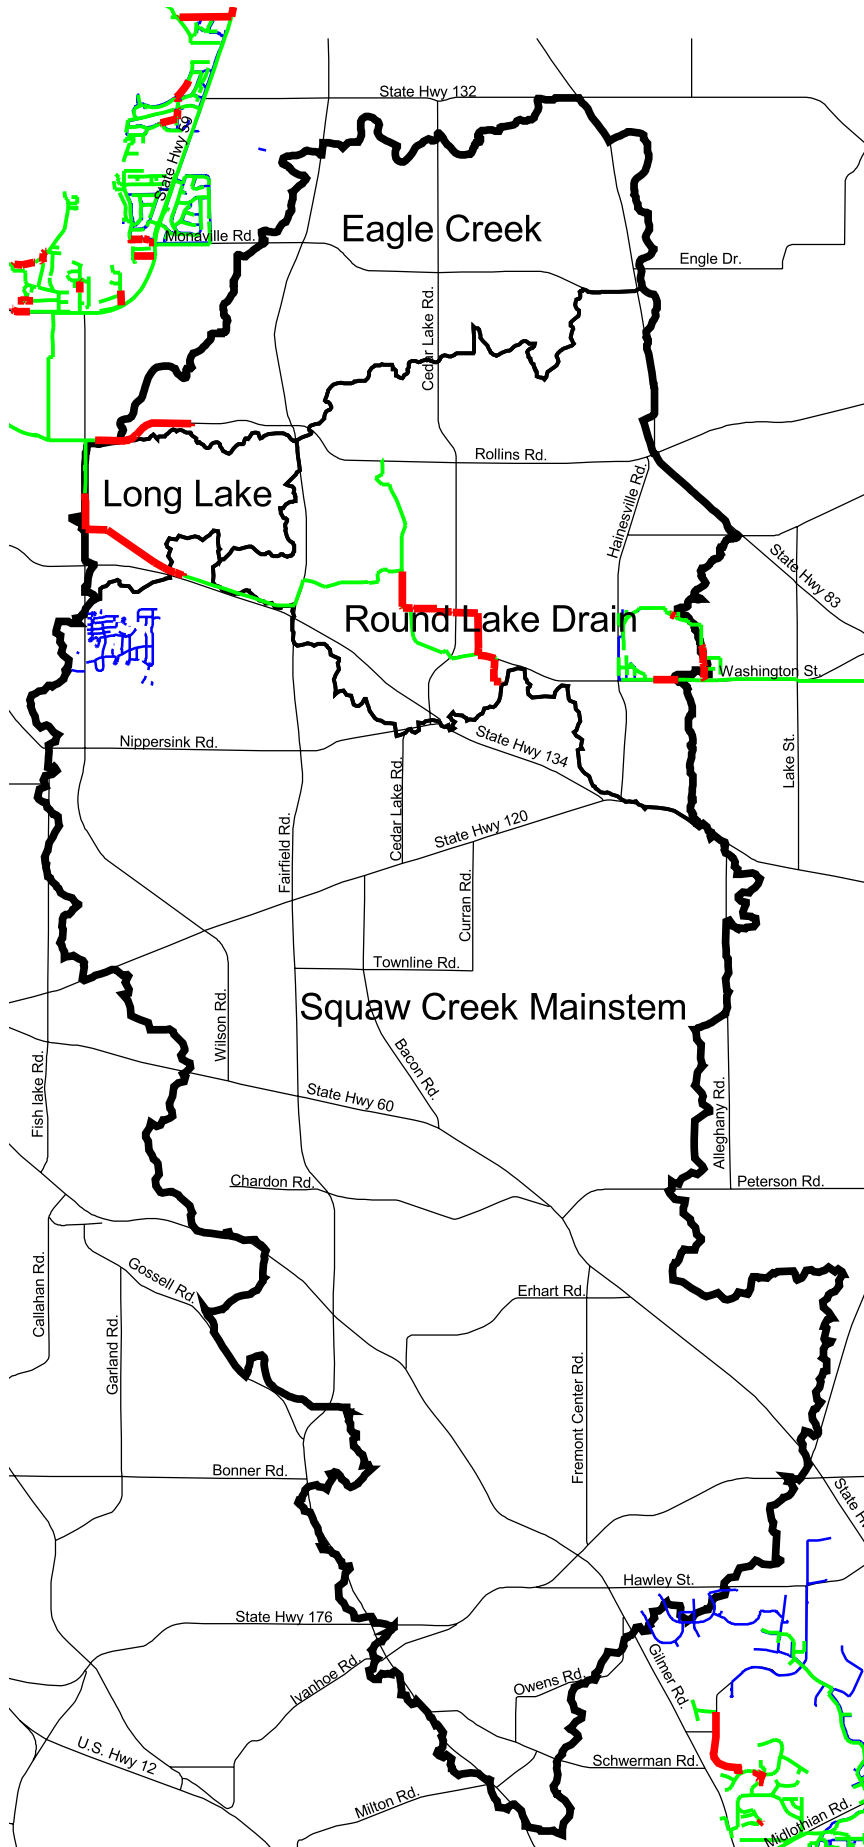 State Hwy 132
State Hwy 59
Monaville Rd.
Eagle Creek
Engle Dr.
Cedar Lake Rd.
Rollins Rd.
Long Lake
Hainesville Rd.
State Hwy 83
Round Lake Drain
Washington St.
Nippersink Rd.
State Hwy 134
Cedar Lake Rd.
Lake St.
Fairfield Rd.
State Hwy 120
Curran Rd.
Townline Rd.
Squaw Creek Mainstem
Wilson Rd.
Bacon Rd.
Fish lake Rd.
State Hwy 60
Alleghany Rd.
Chardon Rd.
Peterson Rd.
Callahan Rd.
Gossell Rd.
Erhart Rd.
Garland Rd.
Fremont Center Rd.
Bonner Rd.
State H
Hawley St.
State Hwy 176
Ivanhoe Rd.
Gilmer Rd.
Owens Rd.
U.S. Hwy 12
Schwerman Rd.
Milton Rd.
Midlothian Rd.